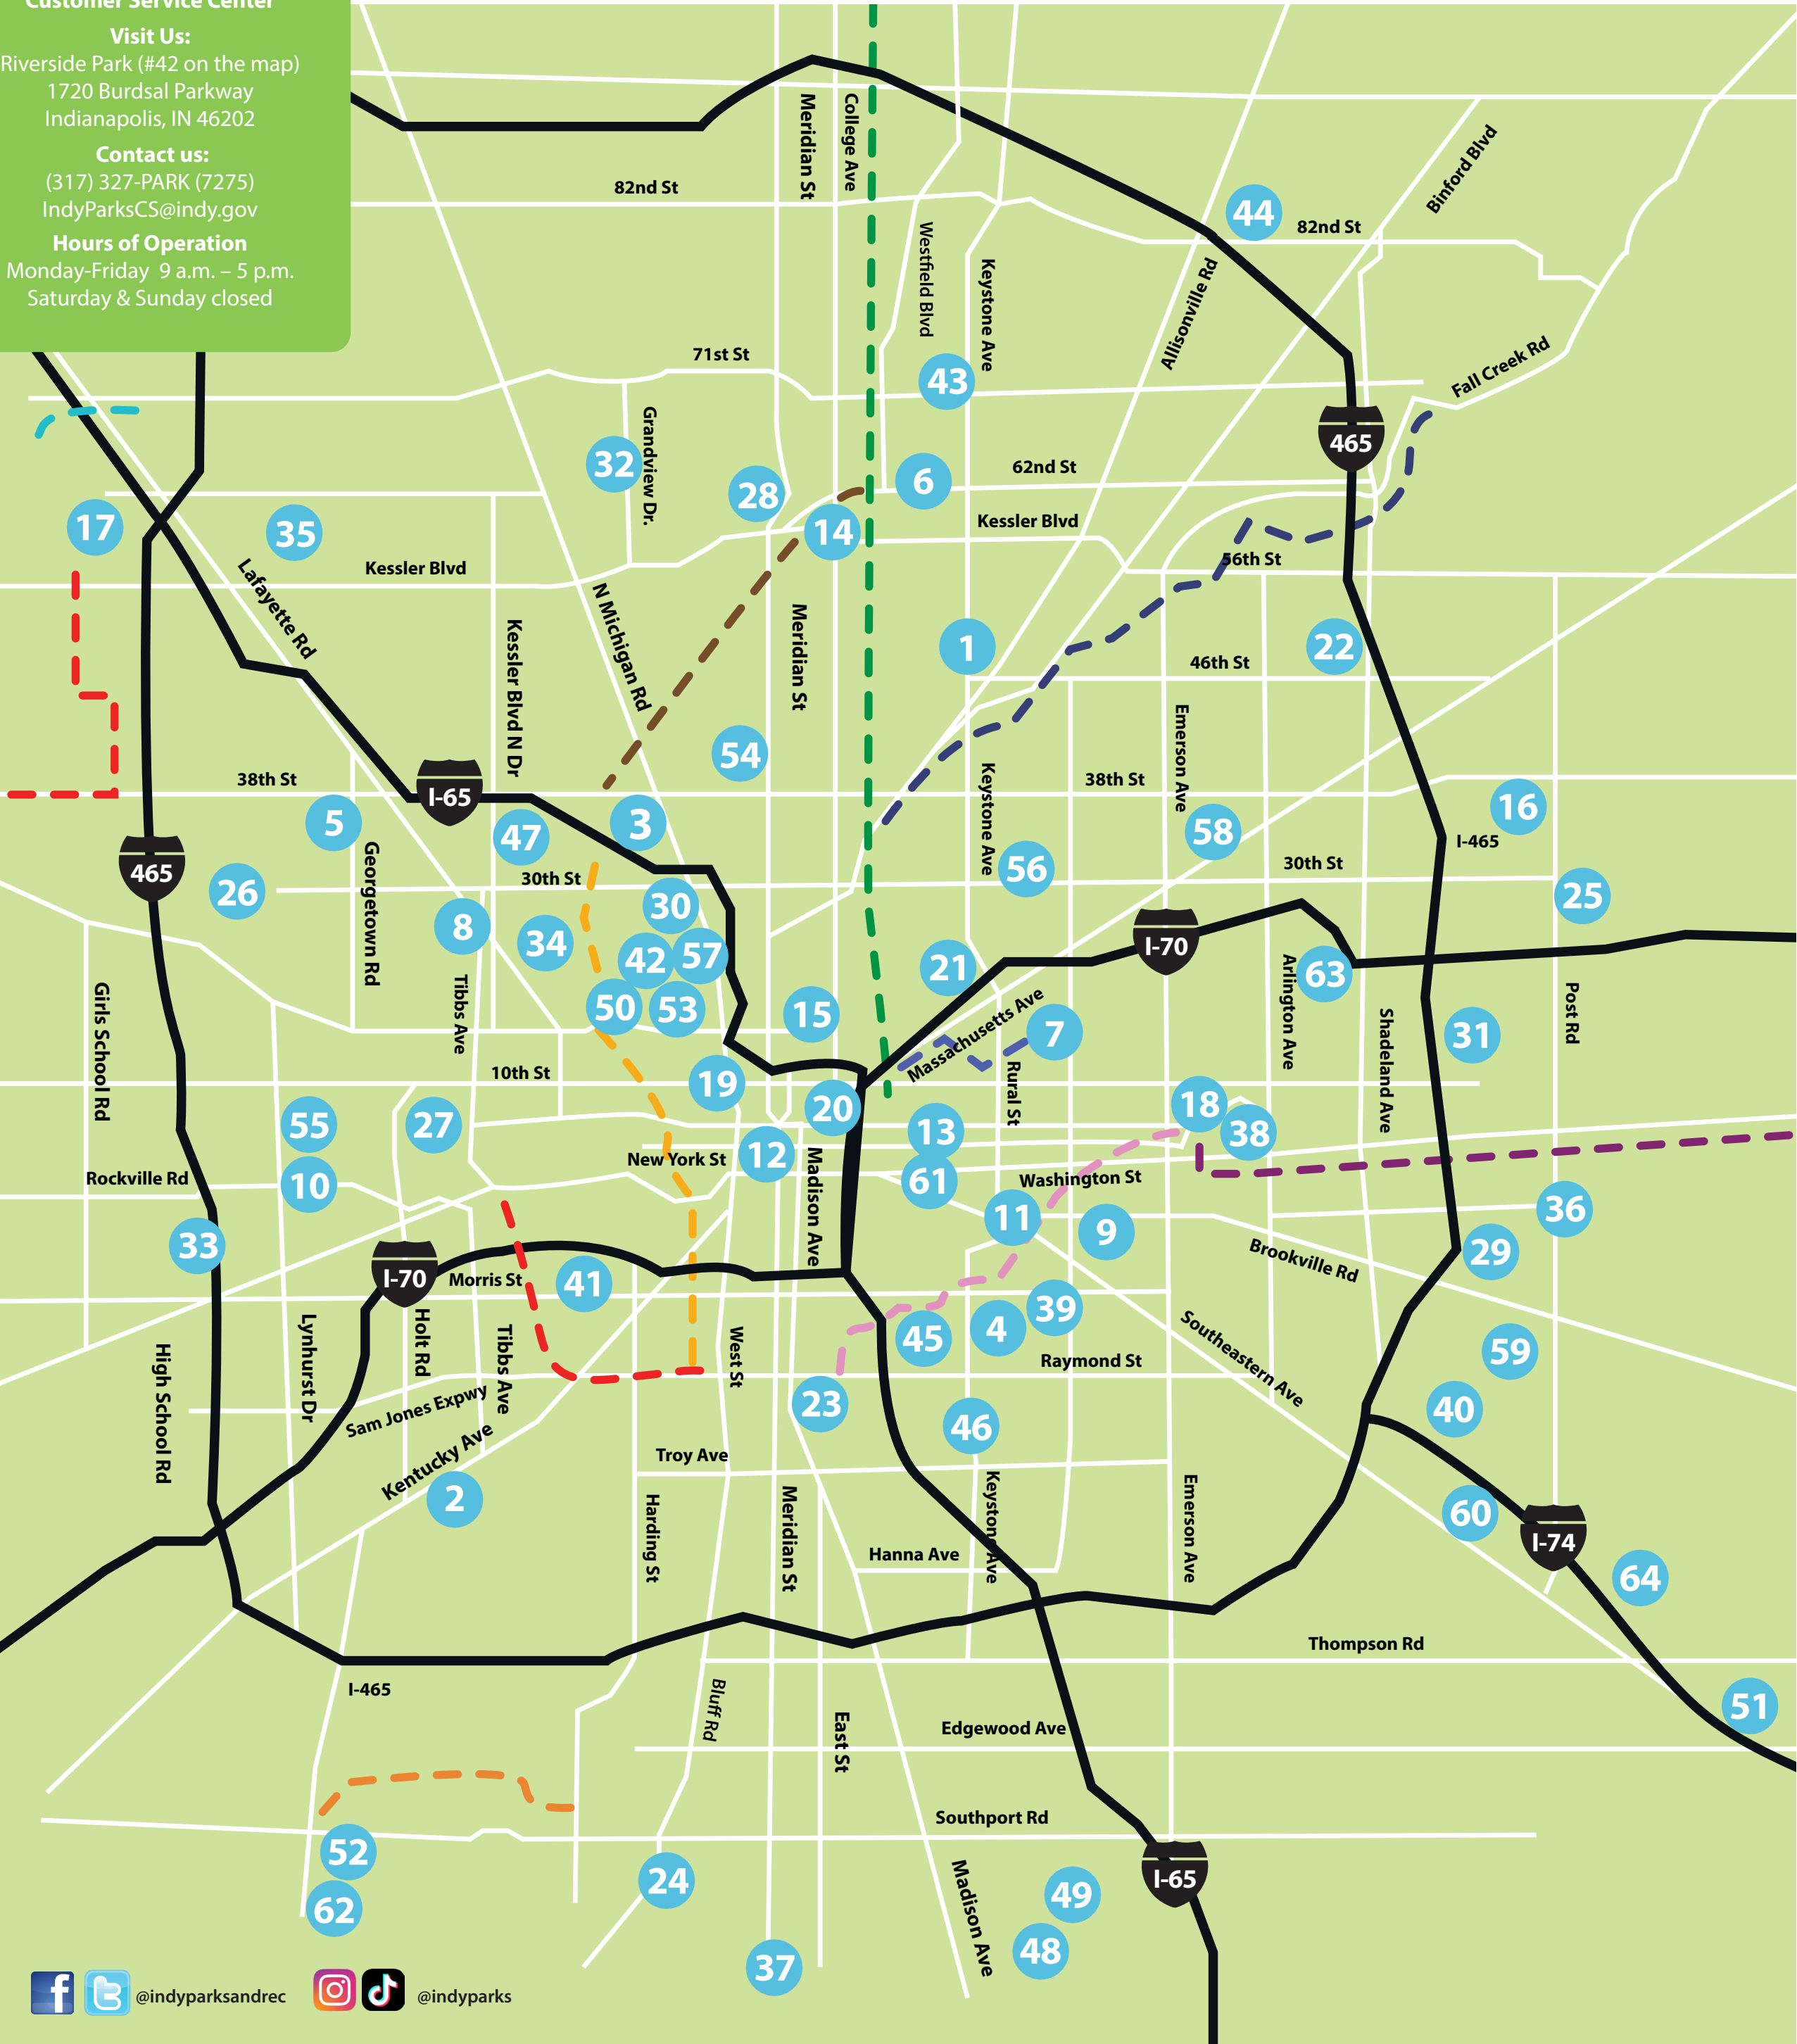 Customer Service Center
Visit Us:
Riverside Park (#42 on the map)
1720 Burdsal Parkway
Indianapolis, IN 46202
Contact us:
(317) 327-PARK (7275)
IndyParksCS@indy.gov
Hours of Operation
Monday-Friday 9 a.m. – 5 p.m.
Saturday & Sunday closed
Meridian St
College Ave
Binford Blvd
82nd St
44
82nd St
Westfield Blvd
Keystone Ave
Allisonville Rd
71st St
43
Fall Creek Rd
Grandview Dr.
465
32
28
6
62nd St
17
35
14
Kessler Blvd
56th St
Kessler Blvd
Lafayette Rd
N Michigan Rd
Kessler Blvd N Dr
Meridian St
1
22
46th St
Emerson Ave
54
38th St
I-65
Keystone Ave
38th St
16
5
47
3
58
I-465
Georgetown Rd
465
26
30th St
56
30th St
25
30
8
34
42
57
I-70
21
63
Arlington Ave
Girls School Rd
Tibbs Ave
50
53
15
Massachusetts Ave
7
31
Post Rd
Shadeland Ave
10th St
19
Rural St
20
18
55
27
13
38
12
New York St
Madison Ave
Rockville Rd
10
61
Washington St
11
9
36
33
Brookville Rd
29
I-70
Morris St
41
39
45
4
Southeastern Ave
Holt Rd
Lynhurst Dr
Tibbs Ave
West St
High School Rd
Raymond St
59
Sam Jones Expwy
23
40
46
Kentucky Ave
Troy Ave
2
Keystone Ave
Emerson Ave
Harding St
Meridian St
60
I-74
Hanna Ave
64
Thompson Rd
I-465
51
Bluff Rd
East St
Edgewood Ave
Southport Rd
52
I-65
24
Madison Ave
49
62
48
37
f
@indyparksandrec
@indyparks